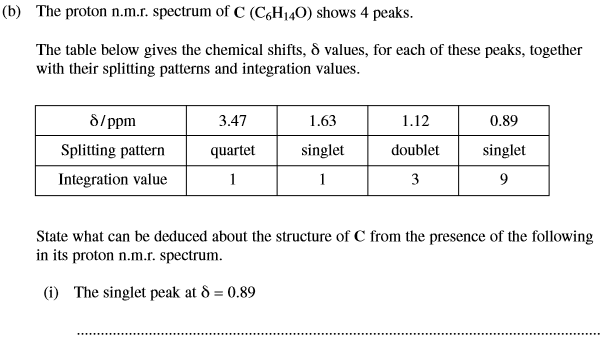 (b) The proton n.m.r. spectrum of C (C₆H₁₄O) shows 4 peaks.
The table below gives the chemical shifts, δ values, for each of these peaks, together
with their splitting patterns and integration values.
δ/ppm 3.47 1.63 1.12 0.89
Splitting pattern quartet singlet doublet singlet
Integration value 1 1 3 9
State what can be deduced about the structure of C from the presence of the following
in its proton n.m.r. spectrum.
(i) The singlet peak at δ = 0.89